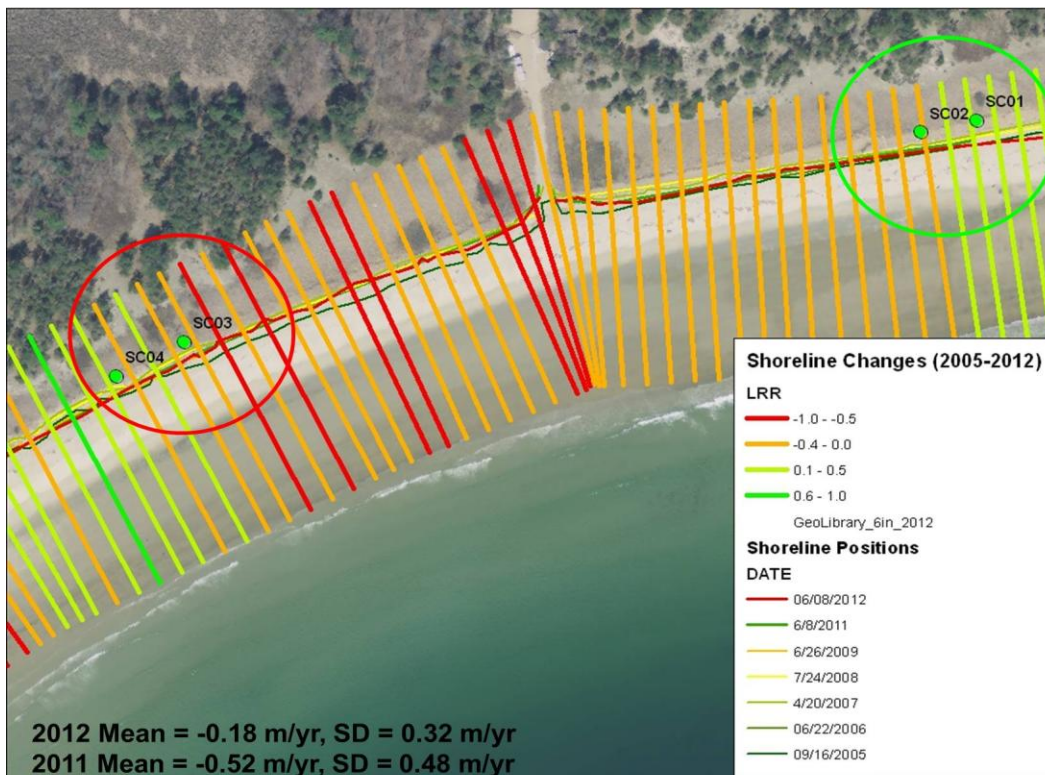 SC01
SC02
SC03
SC04
Shoreline Changes (2005-2012)
LRR
-1.0 - -0.5
-0.4 - 0.0
0.1 - 0.5
0.6 - 1.0
GeoLibrary_6in_2012
Shoreline Positions
DATE
06/08/2012
6/8/2011
6/26/2009
7/24/2008
4/20/2007
06/22/2006
09/16/2005
2012 Mean = -0.18 m/yr, SD = 0.32 m/yr
2011 Mean = -0.52 m/yr, SD = 0.48 m/yr